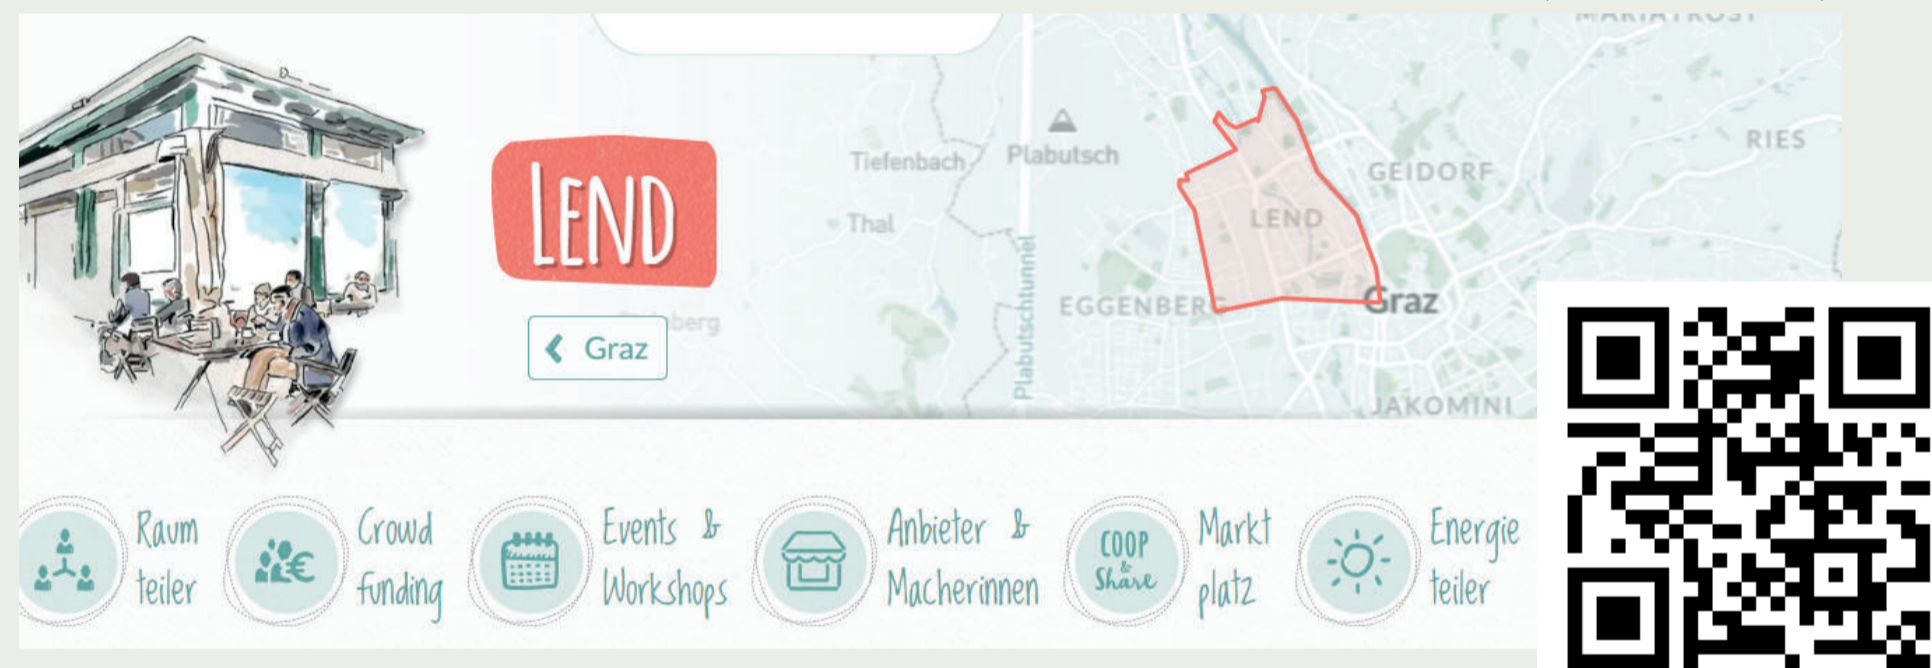 MARIATROST
RIES
Plabutsch
Tiefenbach
GEIDORF
LEND
LEND
Thal
Plabutschtunnel
EGGENBERG
Graz
Graz
JAKOMINI
Raum
teiler
Crowd
funding
Events &
Workshops
Anbieter &
Macherinnen
COOP
&
Share
Markt
platz
Energie
teiler